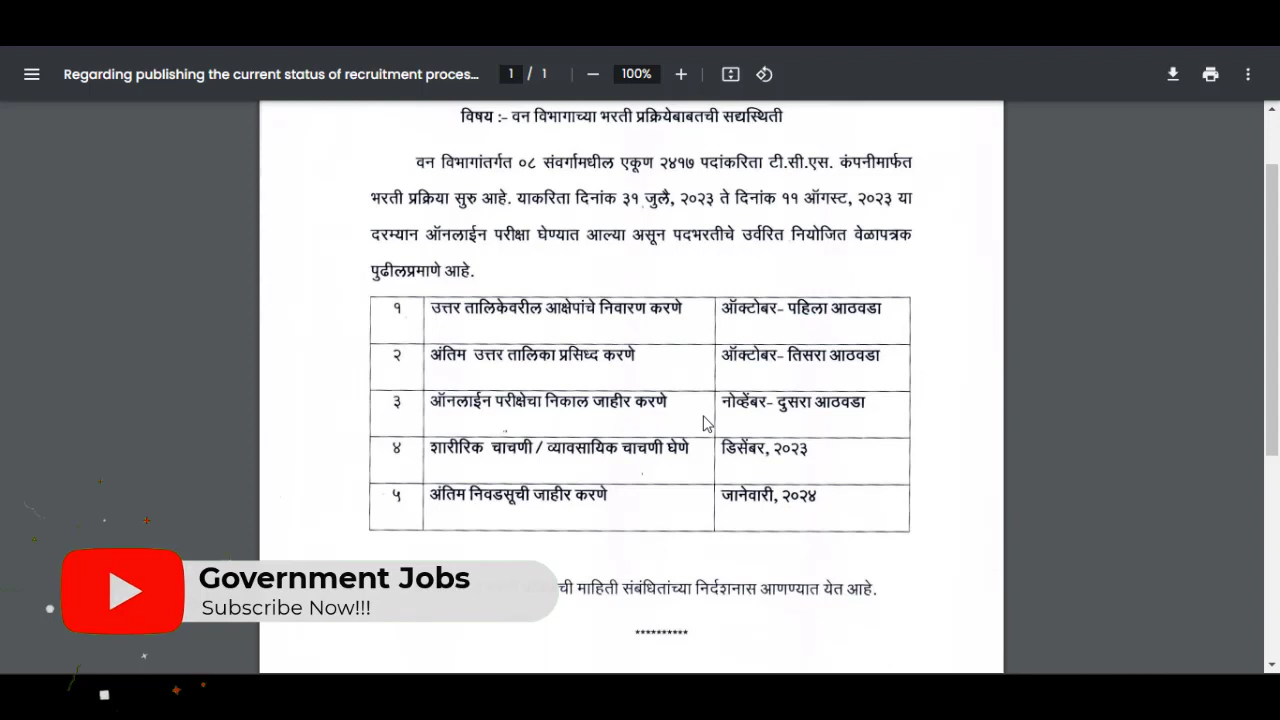 Regarding publishing the current status of recruitment proces... 1 / 1 100%
विषय :- वन विभागाच्या भरती प्रक्रियेबाबतची सद्यस्थिती
वन विभागांतर्गत ०८ संवर्गामधील एकूण २४१७ पदांकरिता टी.सी.एस. कंपनीमार्फत
भरती प्रक्रिया सुरु आहे. याकरिता दिनांक ३१ जुलै, २०२३ ते दिनांक ११ ऑगस्ट, २०२३ या
दरम्यान ऑनलाईन परीक्षा घेण्यात आल्या असून पदभरतीचे उर्वरित नियोजित वेळापत्रक
पुढीलप्रमाणे आहे.
१ उत्तर तालिकेवरील आक्षेपांचे निवारण करणे ऑक्टोबर- पहिला आठवडा
२ अंतिम उत्तर तालिका प्रसिध्द करणे ऑक्टोबर- तिसरा आठवडा
३ ऑनलाईन परीक्षेचा निकाल जाहीर करणे नोव्हेंबर- दुसरा आठवडा
४ शारीरिक चाचणी / व्यावसायिक चाचणी घेणे डिसेंबर, २०२३
५ अंतिम निवडसूची जाहीर करणे जानेवारी, २०२४
ची माहिती संबंधितांच्या निर्दशनास आणण्यात येत आहे.
Government Jobs
Subscribe Now!!!
**********